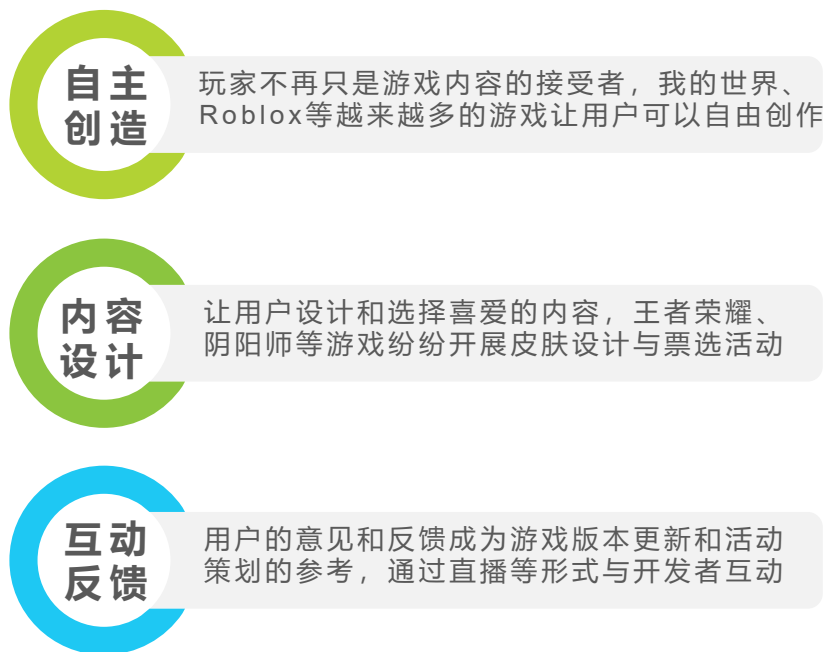 自主
创造
玩家不再只是游戏内容的接受者，我的世界、
Roblox等越来越多的游戏让用户可以自由创作
内容
设计
让用户设计和选择喜爱的内容，王者荣耀、
阴阳师等游戏纷纷开展皮肤设计与票选活动
互动
反馈
用户的意见和反馈成为游戏版本更新和活动
策划的参考，通过直播等形式与开发者互动